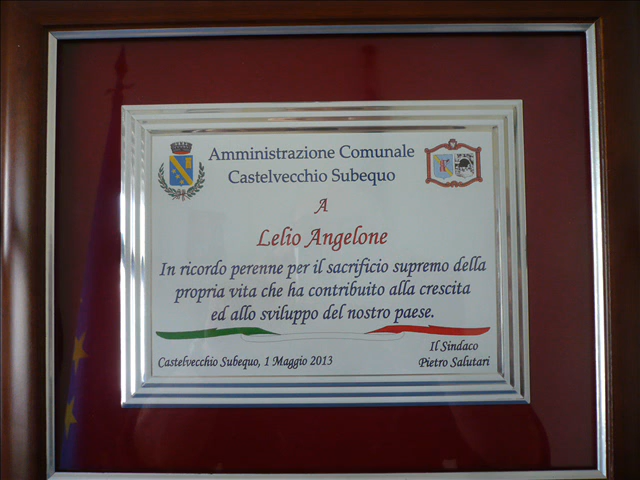 Amministrazione Comunale
Castelvecchio Subequo
A
Lelio Angelone
In ricordo perenne per il sacrificio supremo della
propria vita che ha contribuito alla crescita
ed allo sviluppo del nostro paese.
Castelvecchio Subequo, 1 Maggio 2013
Il Sindaco
Pietro Salutari